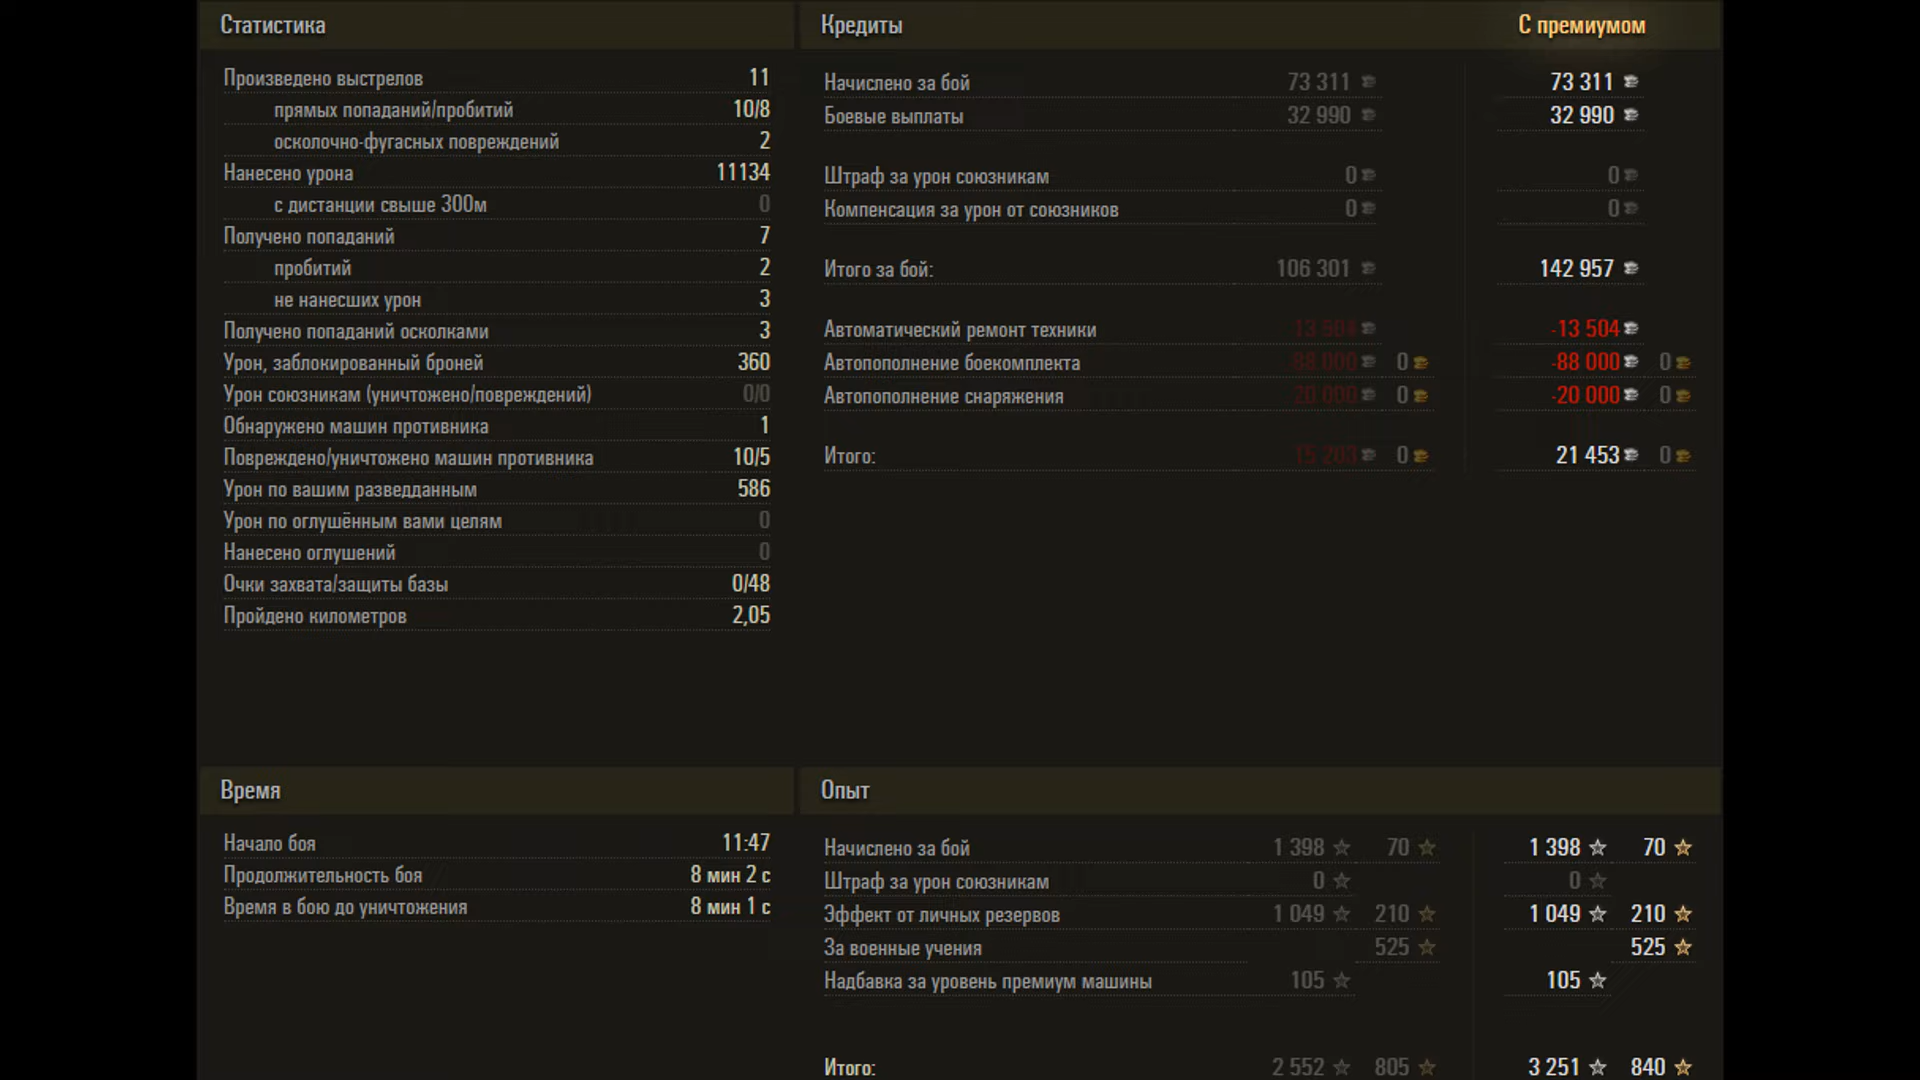 Статистика
Произведено выстрелов 11
прямых попаданий/пробитий 10/8
осколочно-фугасных повреждений 2
Нанесено урона 11134
с дистанции свыше 300м 0
Получено попаданий 7
пробитий 2
не нанесших урон 3
Получено попаданий осколками 3
Урон, заблокированный броней 360
Урон союзникам (уничтожено/повреждений) 0/0
Обнаружено машин противника 1
Повреждено/уничтожено машин противника 10/5
Урон по вашим разведданным 586
Урон по оглушённым вами целям 0
Нанесено оглушений 0
Очки захвата/защиты базы 0/48
Пройдено километров 2,05
Кредиты С премиумом
Начислено за бой 73 311 73 311
Боевые выплаты 32 990 32 990
Штраф за урон союзникам 0 0
Компенсация за урон от союзников 0 0
Итого за бой: 106 301 142 957
Автоматический ремонт техники 13 504 -13 504
Автопополнение боекомплекта 88 000 0 -88 000 0
Автопополнение снаряжения 20 000 0 -20 000 0
Итого: 15 203 0 21 453 0
Время
Начало боя 11:47
Продолжительность боя 8 мин 2 с
Время в бою до уничтожения 8 мин 1 с
Опыт
Начислено за бой 1 398 70 1 398 70
Штраф за урон союзникам 0 0
Эффект от личных резервов 1 049 210 1 049 210
За военные учения 525 525
Надбавка за уровень премиум машины 105 105
Итого: 2 552 805 3 251 840